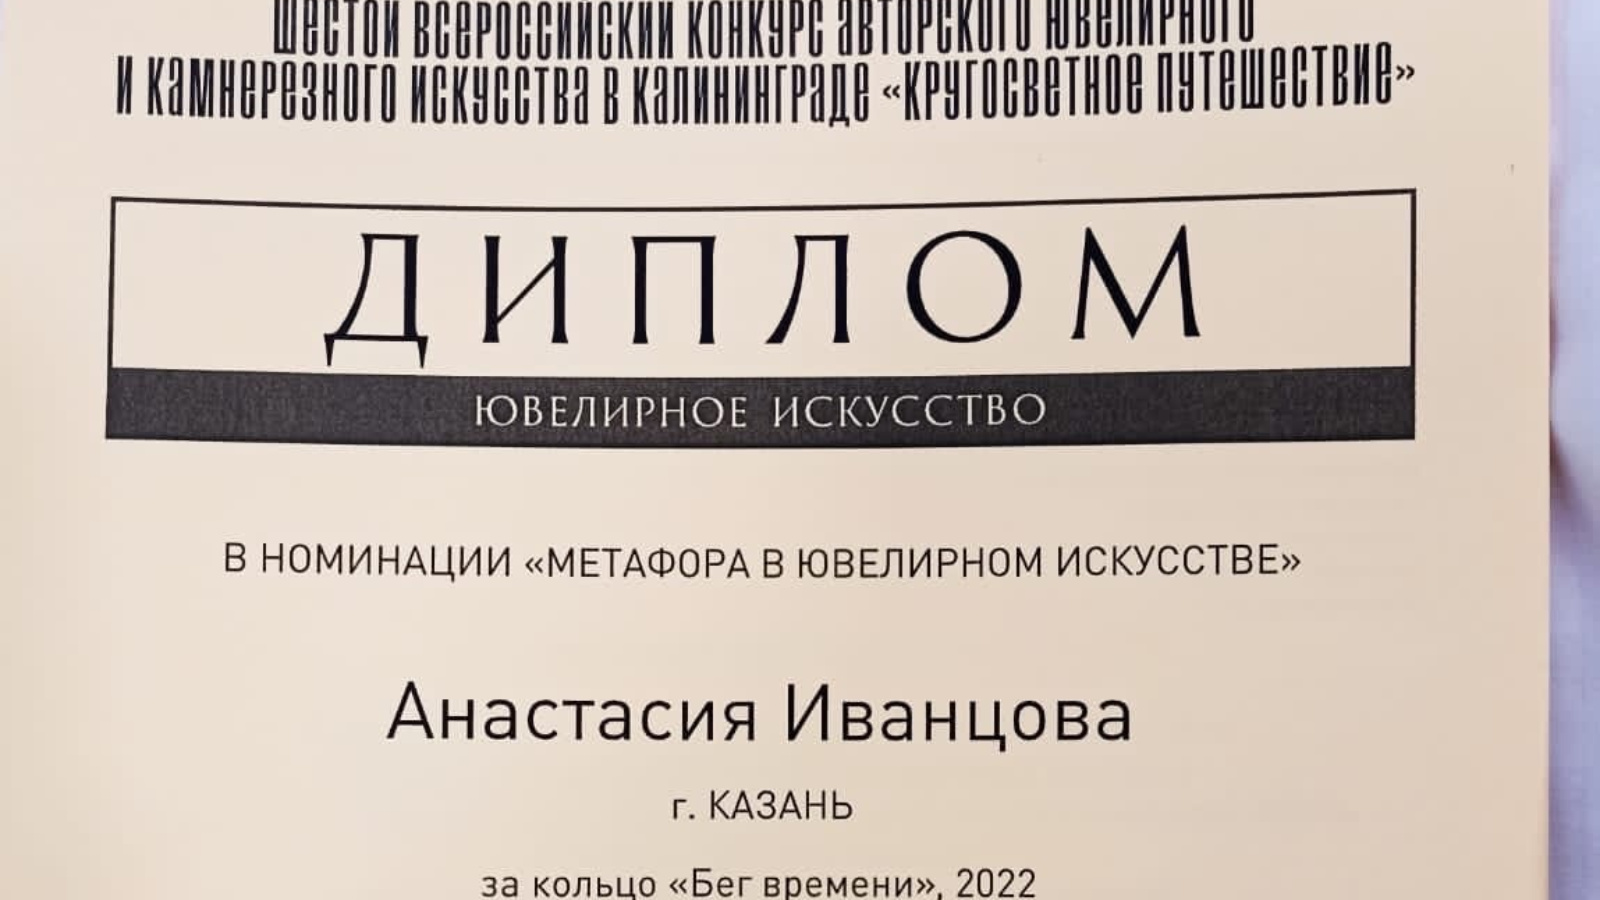 ШЕСТОЙ ВСЕРОССИЙСКИЙ КОНКУРС АВТОРСКОГО ЮВЕЛИРНОГО
И КАМНЕРЕЗНОГО ИСКУССТВА В КАЛИНИНГРАДЕ «КРУГОСВЕТНОЕ ПУТЕШЕСТВИЕ»
ДИПЛОМ
ЮВЕЛИРНОЕ ИСКУССТВО
В НОМИНАЦИИ «МЕТАФОРА В ЮВЕЛИРНОМ ИСКУССТВЕ»
Анастасия Иванцова
г. КАЗАНЬ
за кольцо «Бег времени», 2022